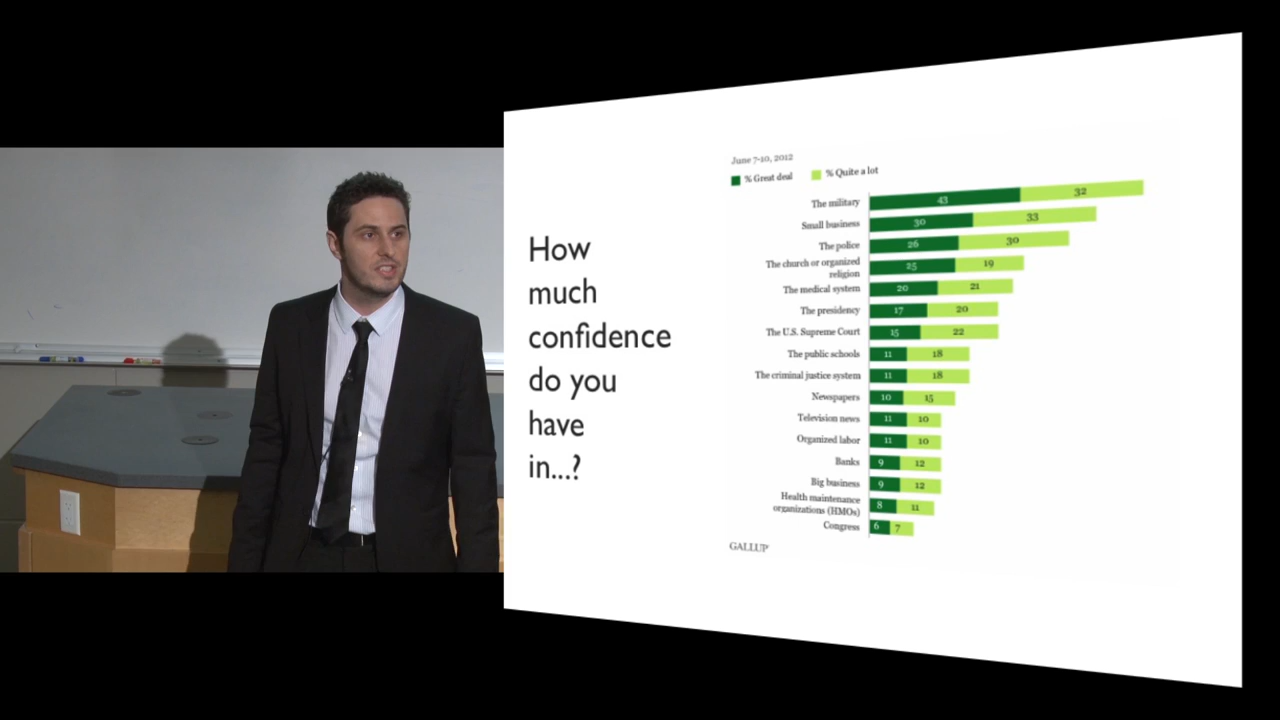 How
much
confidence
do you
have
in...?
June 7-10, 2012
% Great deal
% Quite a lot
The military 43 32
Small business 30 33
The police 26 30
The church or organized
religion 25 19
The medical system 20 21
The presidency 17 20
The U.S. Supreme Court 15 22
The public schools 11 18
The criminal justice system 11 18
Newspapers 10 15
Television news 11 10
Organized labor 11 10
Banks 9 12
Big business 9 12
Health maintenance
organizations (HMOs) 8 11
Congress 6 7
GALLUP